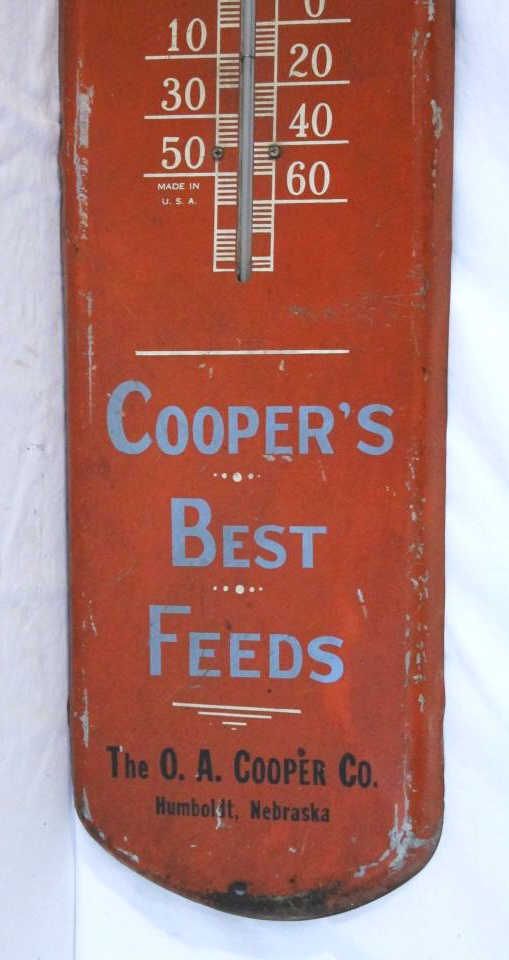 0
10
20
30
40
50
60
MADE IN
U. S. A.
COOPER'S
BEST
FEEDS
The O. A. COOPER CO.
Humboldt, Nebraska